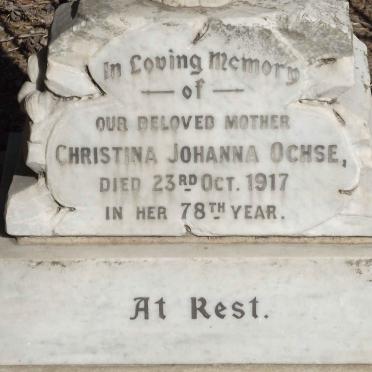 In Loving Memory
of
OUR BELOVED MOTHER
CHRISTINA JOHANNA OCHSE,
DIED 23RD OCT. 1917
IN HER 78TH YEAR.
At Rest.